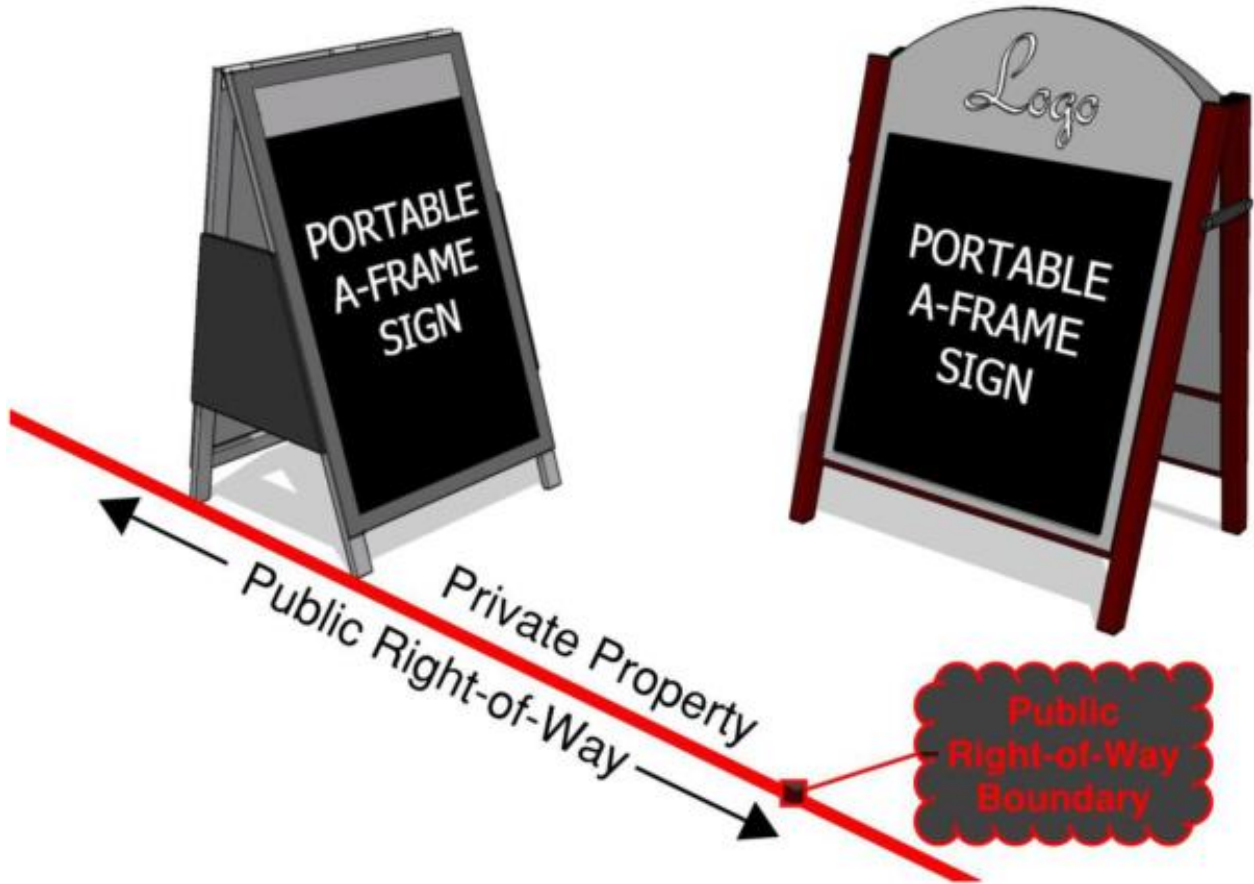 PORTABLE
A-FRAME
SIGN
Logo
PORTABLE
A-FRAME
SIGN
Private Property
Public Right-of-Way
Public
Right-of-Way
Boundary